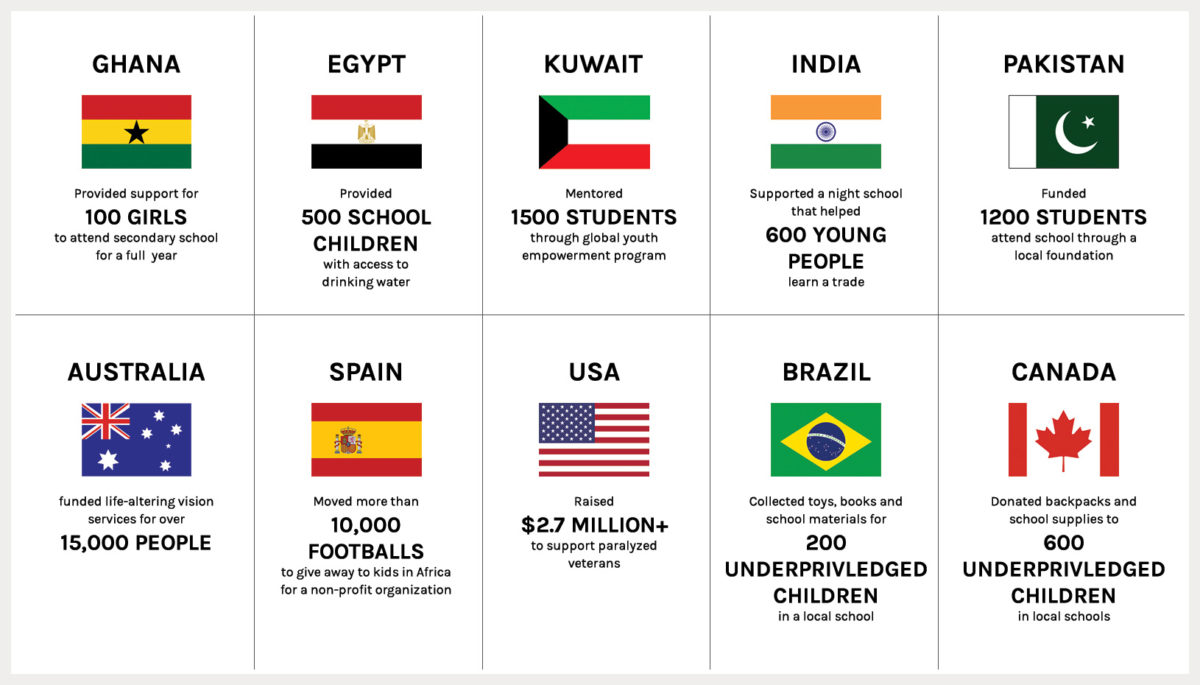 GHANA
Provided support for
100 GIRLS
to attend secondary school
for a full year
EGYPT
Provided
500 SCHOOL
CHILDREN
with access to
drinking water
KUWAIT
Mentored
1500 STUDENTS
through global youth
empowerment program
INDIA
Supported a night school
that helped
600 YOUNG
PEOPLE
learn a trade
PAKISTAN
Funded
1200 STUDENTS
attend school through a
local foundation
AUSTRALIA
funded life-altering vision
services for over
15,000 PEOPLE
SPAIN
Moved more than
10,000
FOOTBALLS
to give away to kids in Africa
for a non-profit organization
USA
Raised
$2.7 MILLION+
to support paralyzed
veterans
BRAZIL
Collected toys, books and
school materials for
200
UNDERPRIVLEDGED
CHILDREN
in a local school
CANADA
Donated backpacks and
school supplies to
600
UNDERPRIVLEDGED
CHILDREN
in local schools